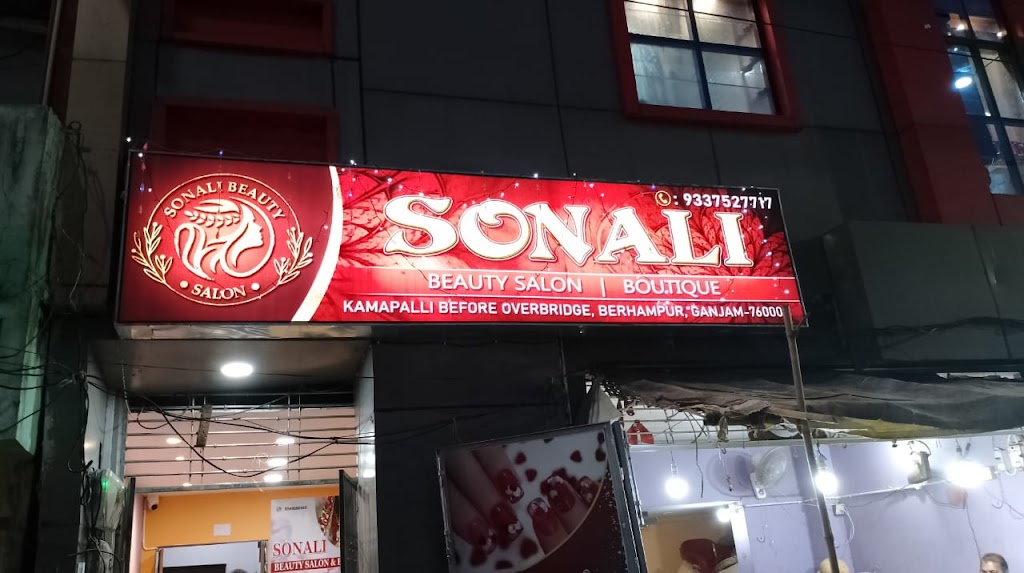 SONALI BEAUTY
• SALON •
: 9337527717
SONALI
BEAUTY SALON | BOUTIQUE
KAMAPALLI BEFORE OVERBRIDGE, BERHAMPUR, GANJAM-76000
SONALI
BEAUTY SALON &